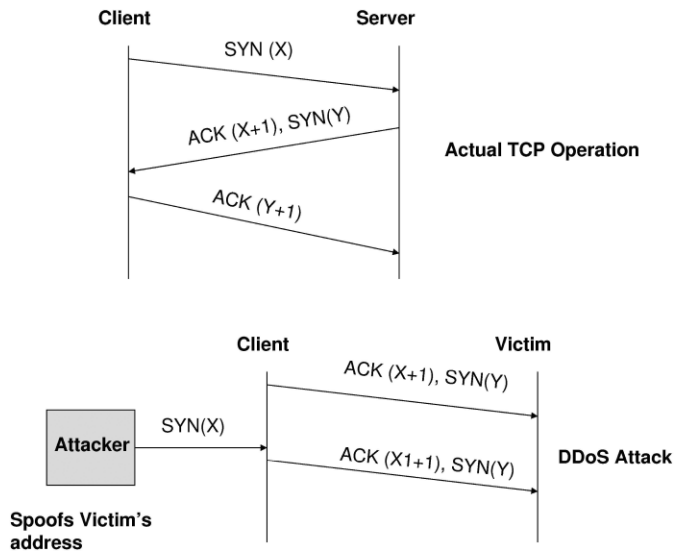 Client Server
SYN (X)
ACK (X+1), SYN(Y)
Actual TCP Operation
ACK (Y+1)
Client Victim
ACK (X+1), SYN(Y)
SYN(X)
Attacker
ACK (X1+1), SYN(Y)
DDoS Attack
Spoofs Victim's
address